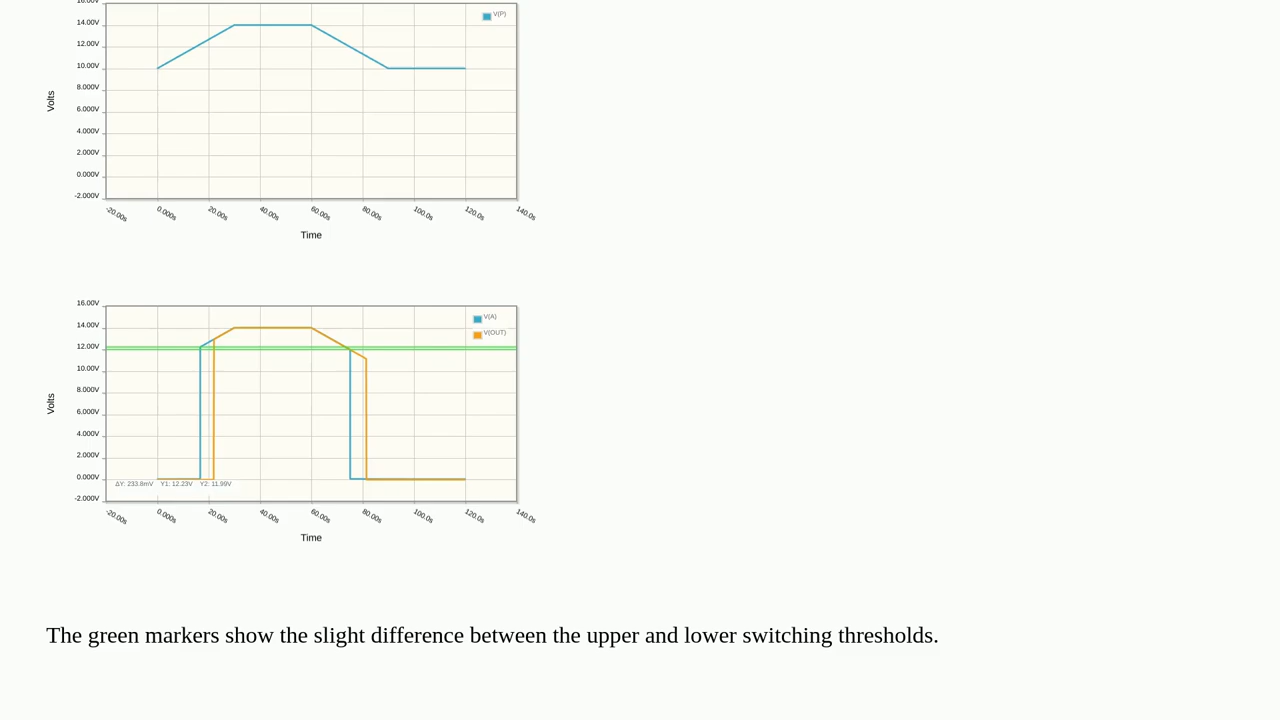 16.00V
V(P)
14.00V
12.00V
10.00V
8.000V
Volts
6.000V
4.000V
2.000V
0.000V
-2.000V
-20.00s 0.000s 20.00s 40.00s 60.00s 80.00s 100.0s 120.0s 140.0s
Time
16.00V
V(A)
14.00V
V(OUT)
12.00V
10.00V
8.000V
Volts
6.000V
4.000V
2.000V
0.000V
ΔY: 233.8mV Y1: 12.23V Y2: 11.99V
-2.000V
-20.00s 0.000s 20.00s 40.00s 60.00s 80.00s 100.0s 120.0s 140.0s
Time
The green markers show the slight difference between the upper and lower switching thresholds.